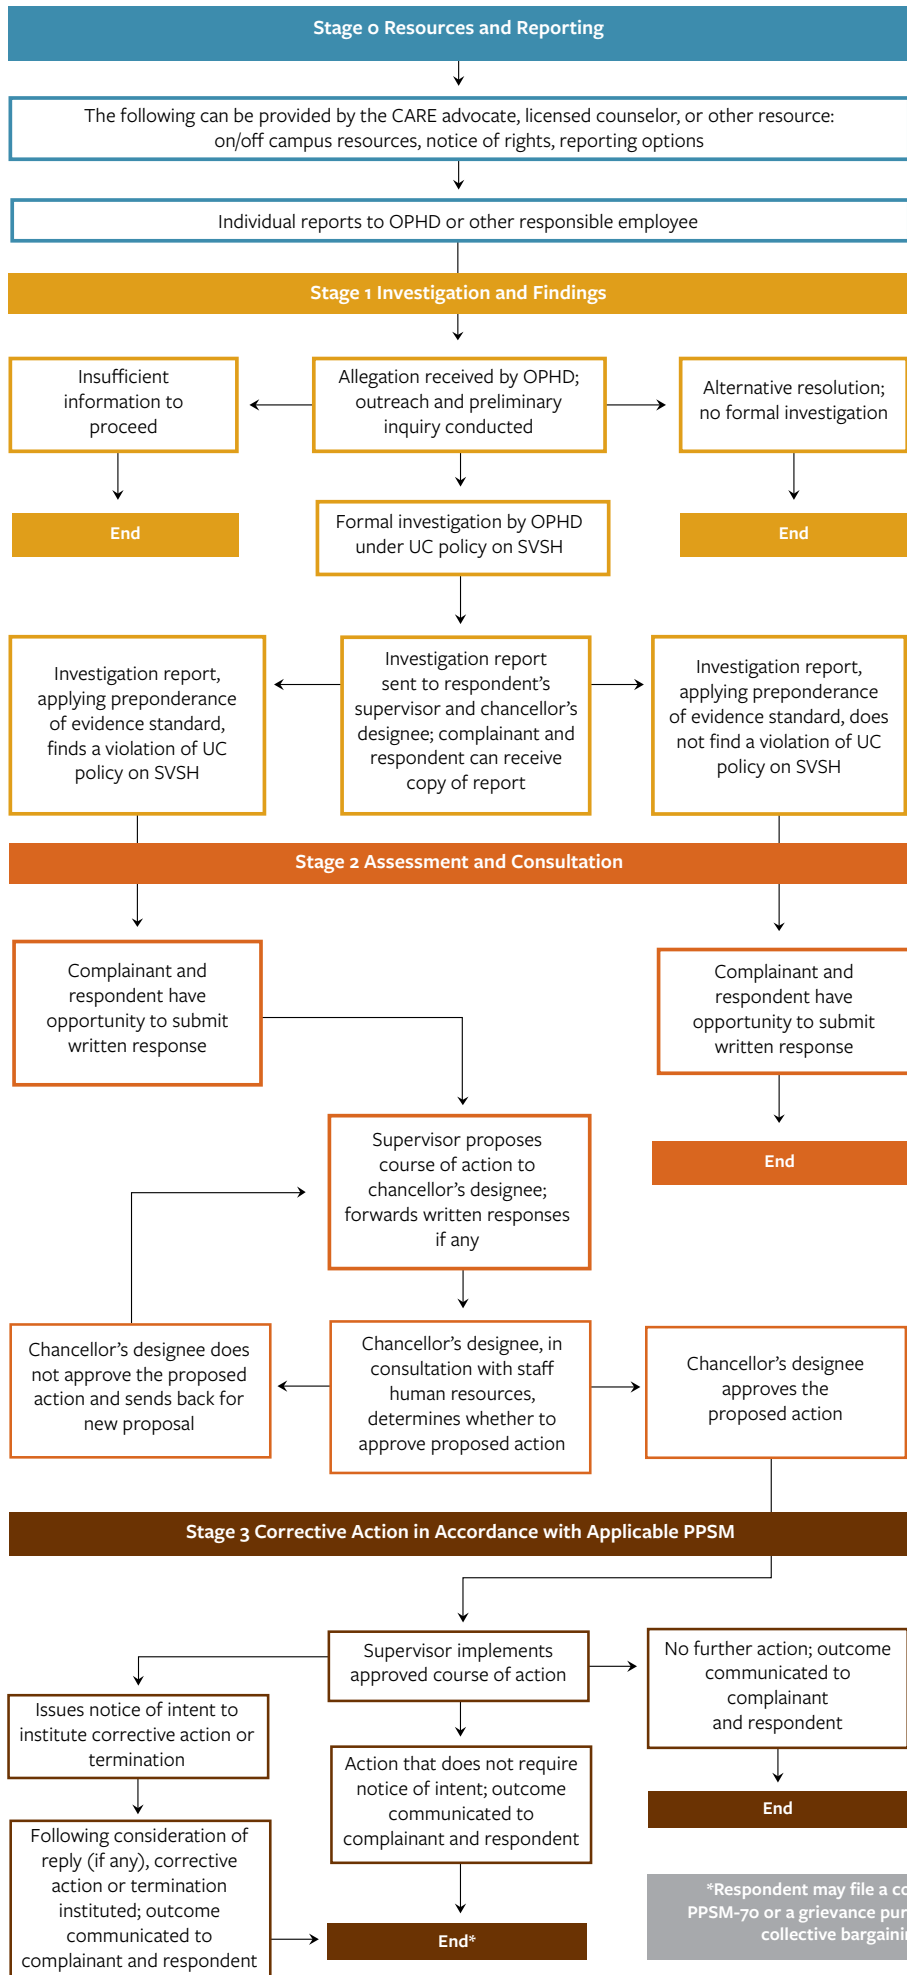 Stage 0 Resources and Reporting
The following can be provided by the CARE advocate, licensed counselor, or other resource:
on/off campus resources, notice of rights, reporting options
Individual reports to OPHD or other responsible employee
Stage 1 Investigation and Findings
Insufficient
information to
proceed
Allegation received by OPHD;
outreach and preliminary
inquiry conducted
Alternative resolution;
no formal investigation
End
Formal investigation by OPHD
under UC policy on SVSH
End
Investigation report,
applying preponderance
of evidence standard,
finds a violation of UC
policy on SVSH
Investigation report
sent to respondent's
supervisor and chancellor's
designee; complainant and
respondent can receive
copy of report
Investigation report,
applying preponderance
of evidence standard, does
not find a violation of UC
policy on SVSH
Stage 2 Assessment and Consultation
Complainant and
respondent have
opportunity to submit
written response
Complainant and
respondent have
opportunity to submit
written response
Supervisor proposes
course of action to
chancellor's designee;
forwards written responses
if any
End
Chancellor's designee does
not approve the proposed
action and sends back for
new proposal
Chancellor's designee, in
consultation with staff
human resources,
determines whether to
approve proposed action
Chancellor's designee
approves the
proposed action
Stage 3 Corrective Action in Accordance with Applicable PPSM
Supervisor implements
approved course of action
No further action; outcome
communicated to
complainant
and respondent
Issues notice of intent to
institute corrective action or
termination
Action that does not require
notice of intent; outcome
communicated to
complainant and respondent
End
Following consideration of
reply (if any), corrective
action or termination
instituted; outcome
communicated to
complainant and respondent
End*
*Respondent may file a
PPSM-70 or a grievance
collective